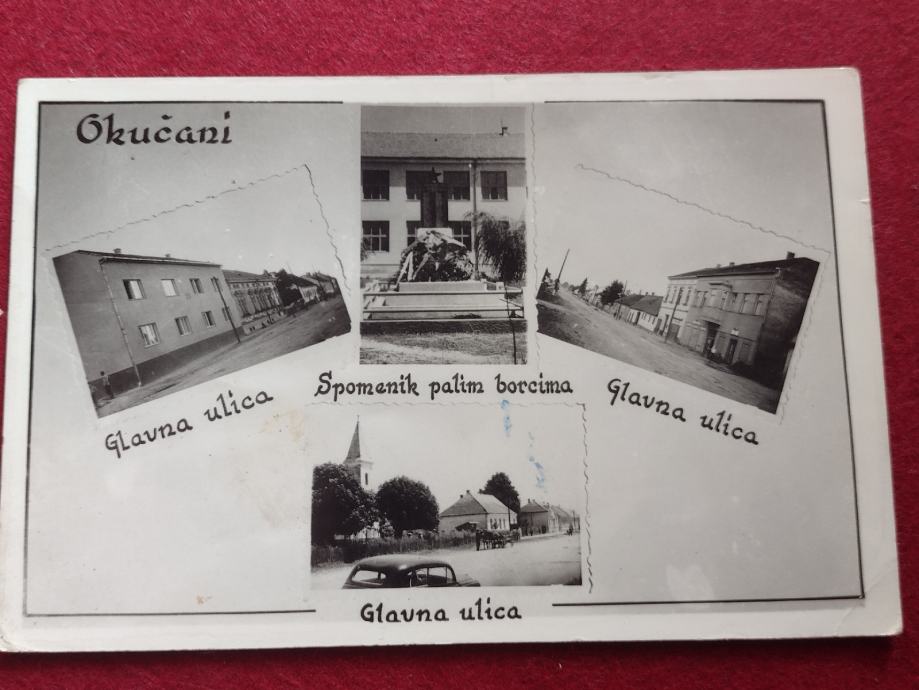 Okučani
Glavna ulica
Spomenik palim borcima
Glavna ulica
Glavna ulica